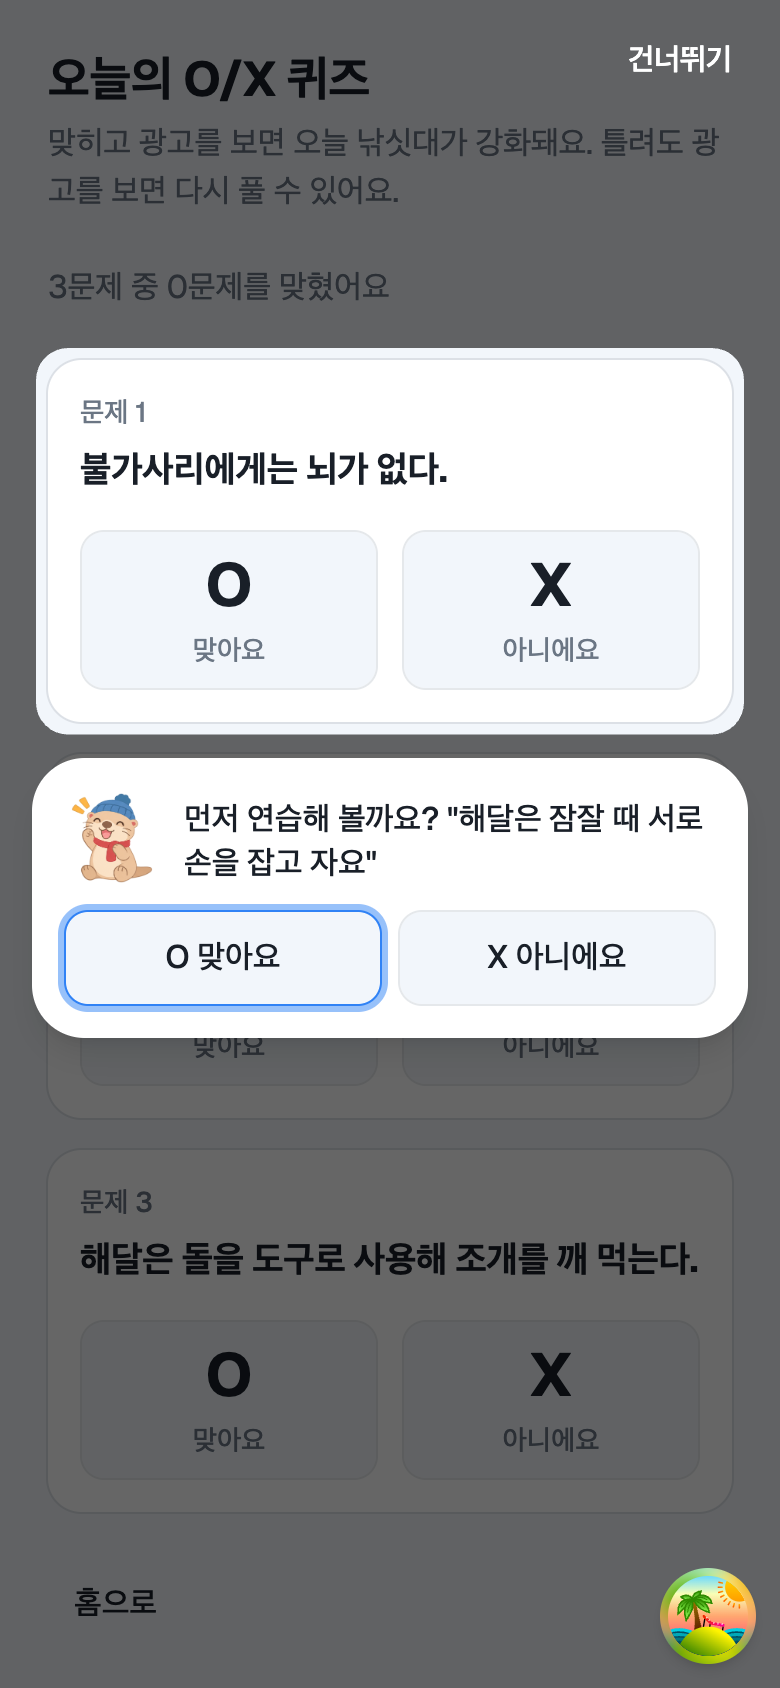 건너뛰기
오늘의 O/X 퀴즈
맞히고 광고를 보면 오늘 낚싯대가 강화돼요. 틀려도 광
고를 보면 다시 풀 수 있어요.
3문제 중 0문제를 맞혔어요
문제 1
불가사리에게는 뇌가 없다.
O X
맞아요 아니에요
먼저 연습해 볼까요? "해달은 잠잘 때 서로
손을 잡고 자요"
O 맞아요 X 아니에요
맞아요 아니에요
문제 3
해달은 돌을 도구로 사용해 조개를 깨 먹는다.
O X
맞아요 아니에요
홈으로